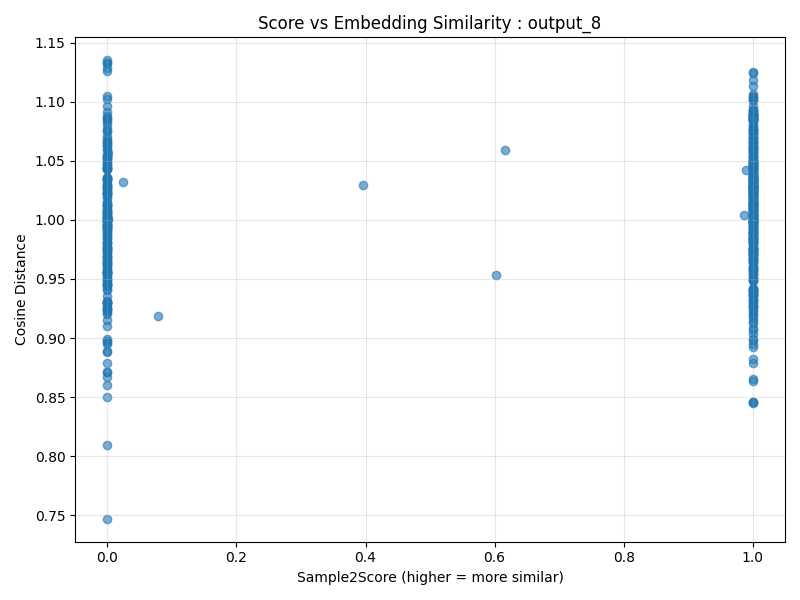 Score vs Embedding Similarity : output_8
1.15
1.10
1.05
1.00
0.95
0.90
0.85
0.80
0.75
Cosine Distance
0.0 0.2 0.4 0.6 0.8 1.0
Sample2Score (higher = more similar)